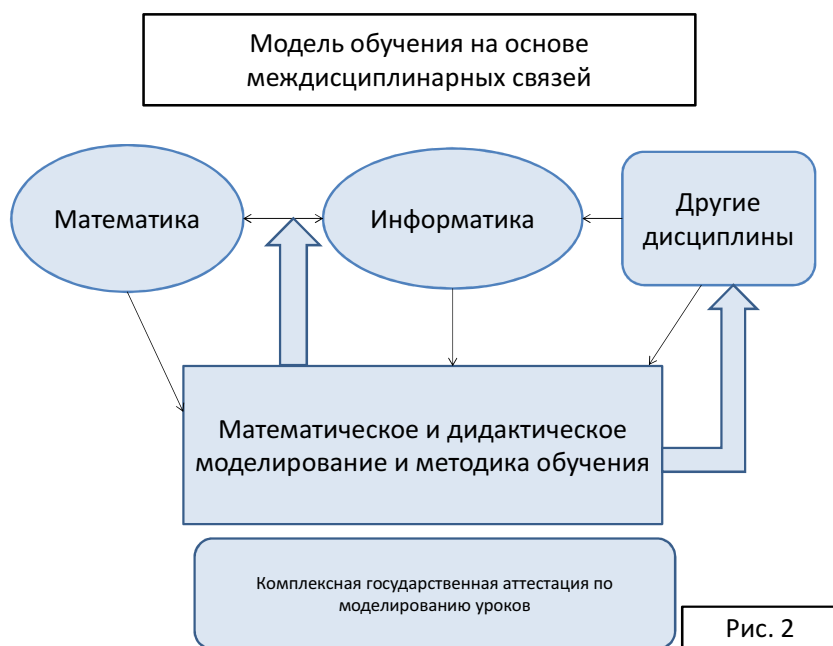 Модель обучения на основе
междисциплинарных связей
Математика
Информатика
Другие
дисциплины
Математическое и дидактическое
моделирование и методика обучения
Комплексная государственная аттестация по
моделированию уроков
Рис. 2